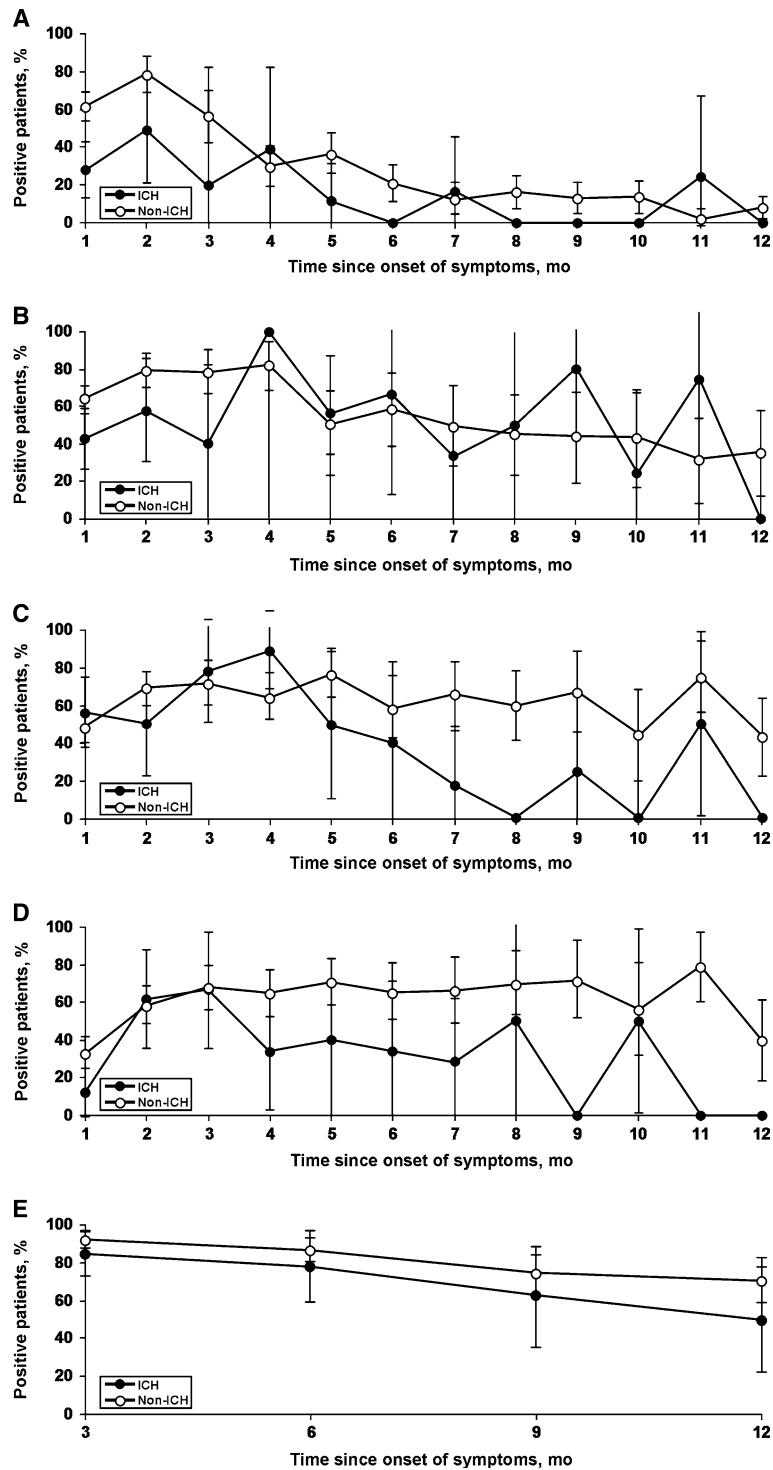 A
Positive patients, %
100
80
60
40
20
0
ICH
Non-ICH
1 2 3 4 5 6 7 8 9 10 11 12
Time since onset of symptoms, mo
B
Positive patients, %
100
80
60
40
20
0
ICH
Non-ICH
1 2 3 4 5 6 7 8 9 10 11 12
Time since onset of symptoms, mo
C
Positive patients, %
100
80
60
40
20
0
ICH
Non-ICH
1 2 3 4 5 6 7 8 9 10 11 12
Time since onset of symptoms, mo
D
Positive patients, %
100
80
60
40
20
0
ICH
Non-ICH
1 2 3 4 5 6 7 8 9 10 11 12
Time since onset of symptoms, mo
E
Positive patients, %
100
80
60
40
20
0
ICH
Non-ICH
3 6 9 12
Time since onset of symptoms, mo